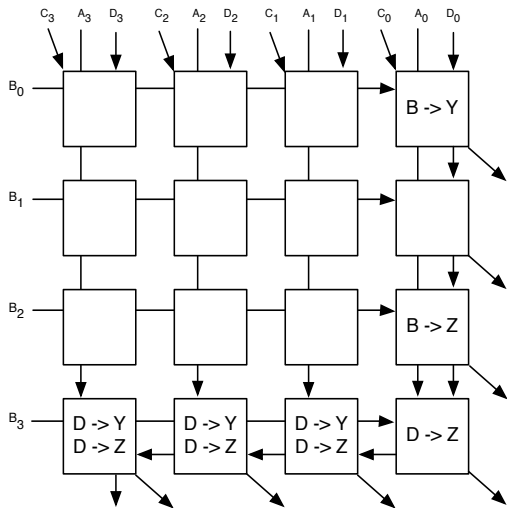 C3 A3 D3 C2 A2 D2 C1 A1 D1 C0 A0 D0
B0
B -> Y
B1
B2
B -> Z
B3
D -> Y D -> Y D -> Y
D -> Z D -> Z D -> Z D -> Z